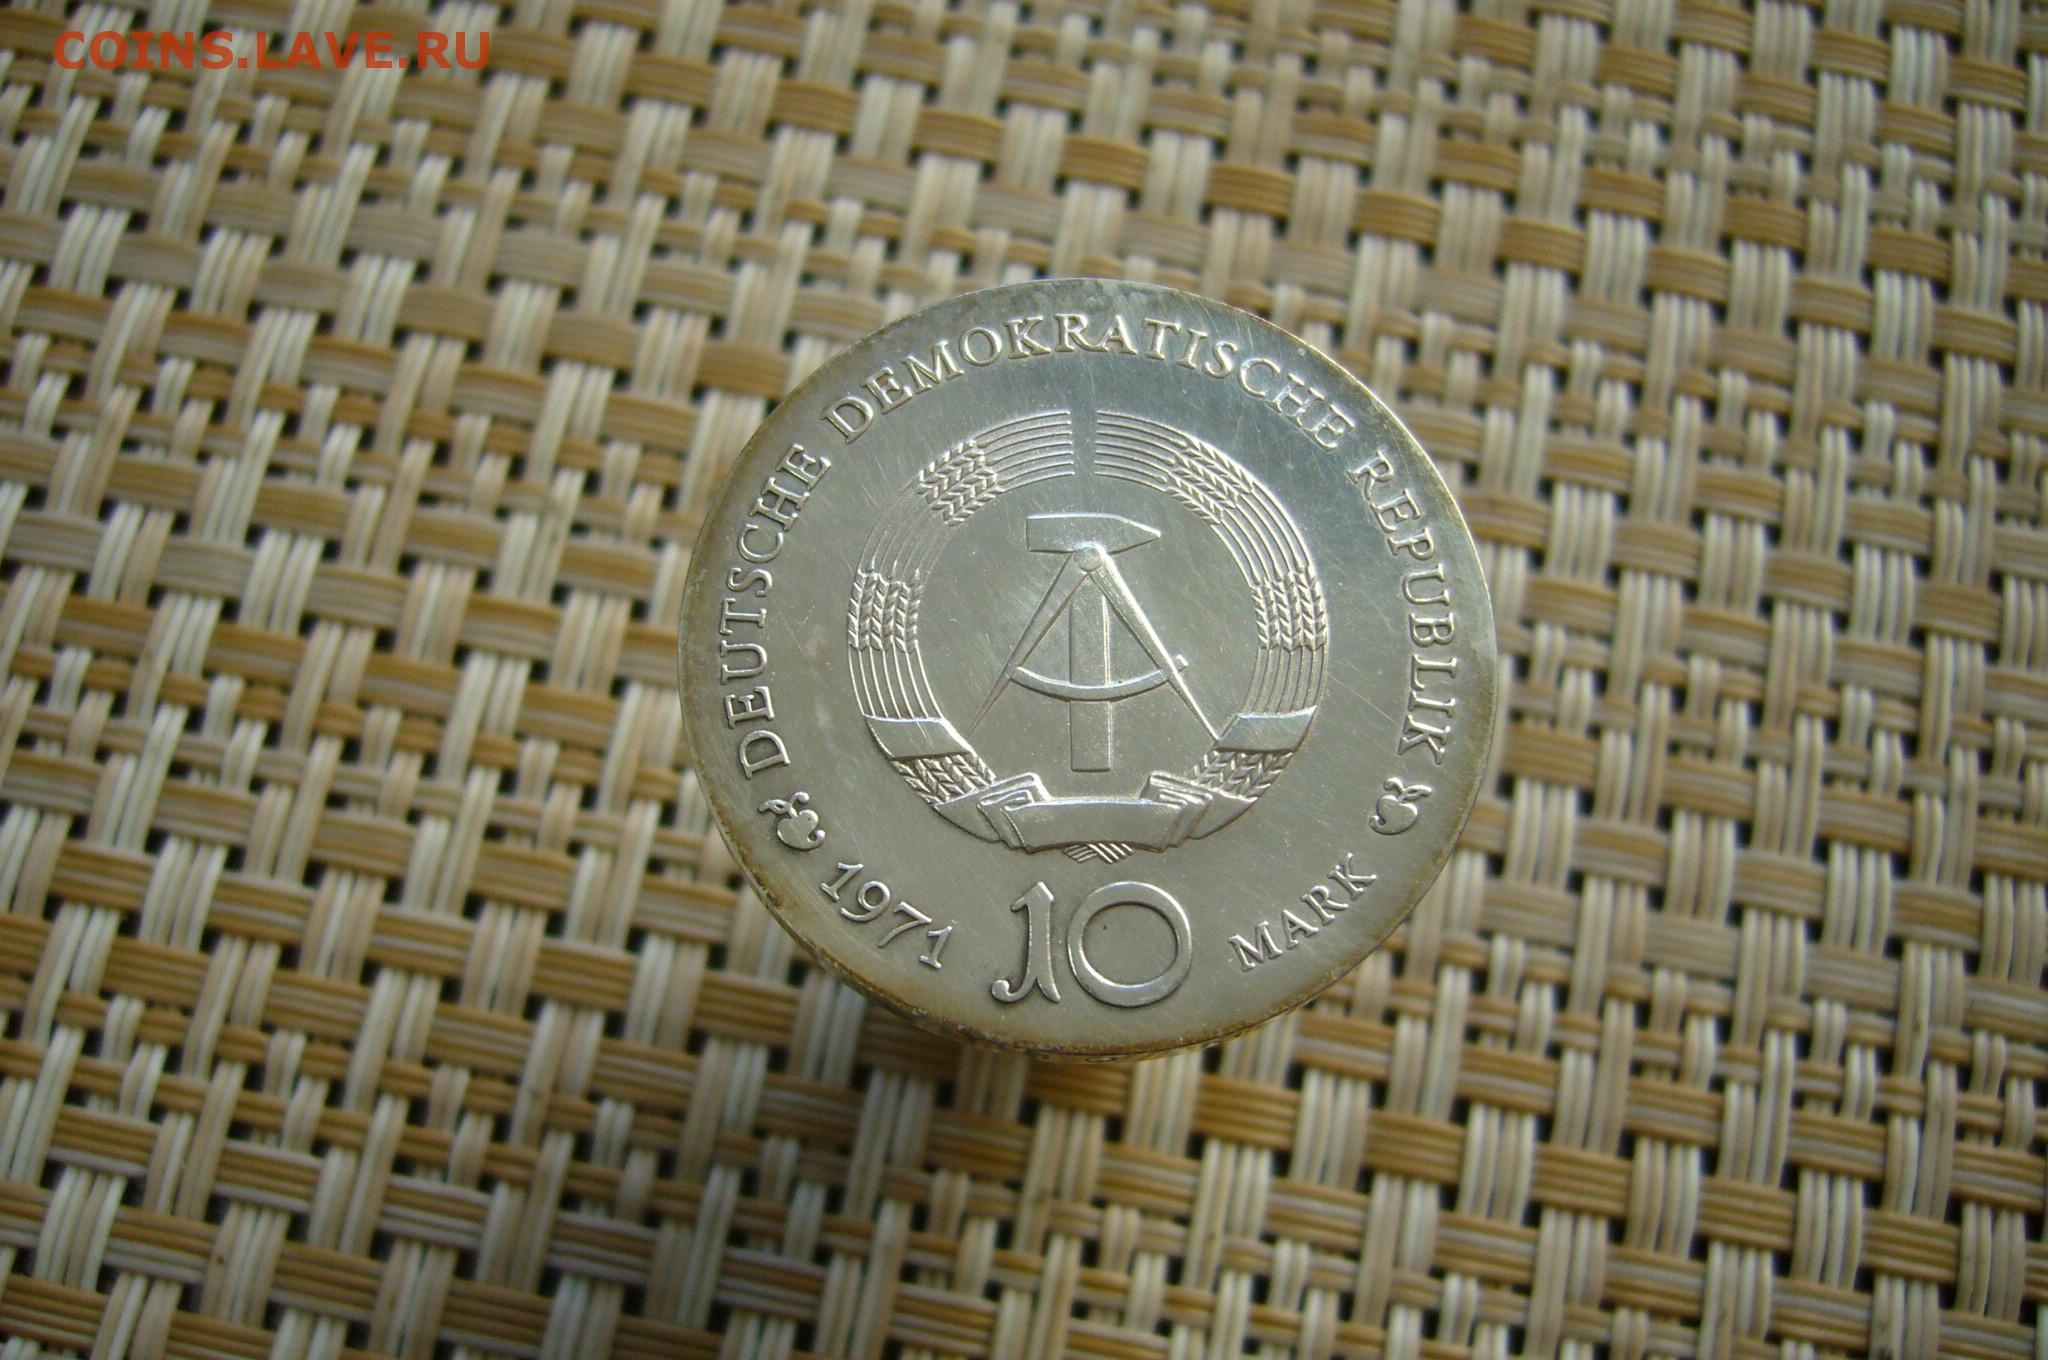 COINS.LAVE.RU
DEUTSCHE DEMOKRATISCHE REPUBLIK
1971 10 MARK